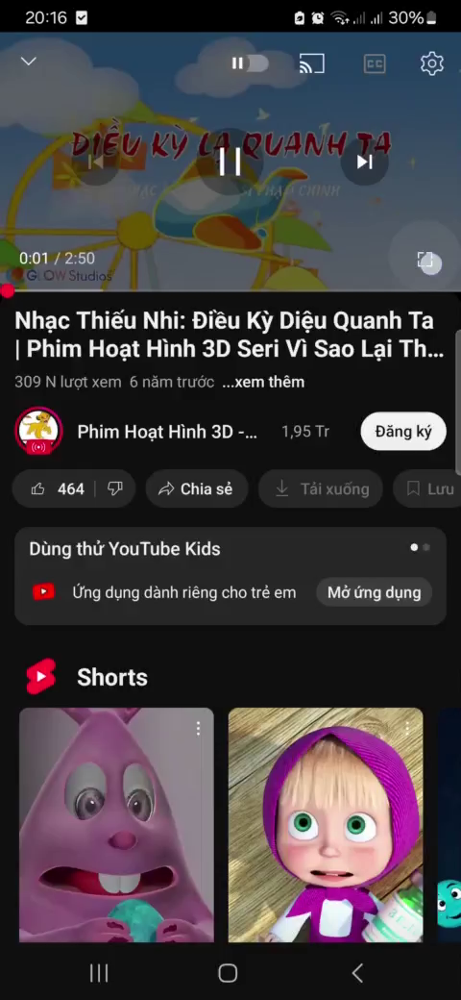 20:16
30%
CC
ĐIỀU KỲ LẠ QUANH TA
0:01 / 2:50
GLOW Studios
Nhạc Thiếu Nhi: Điều Kỳ Diệu Quanh Ta
| Phim Hoạt Hình 3D Seri Vì Sao Lại Th...
309 N lượt xem 6 năm trước ...xem thêm
Phim Hoạt Hình 3D -... 1,95 Tr Đăng ký
464 Chia sẻ Tải xuống Lưu
Dùng thử YouTube Kids
Ứng dụng dành riêng cho trẻ em Mở ứng dụng
Shorts